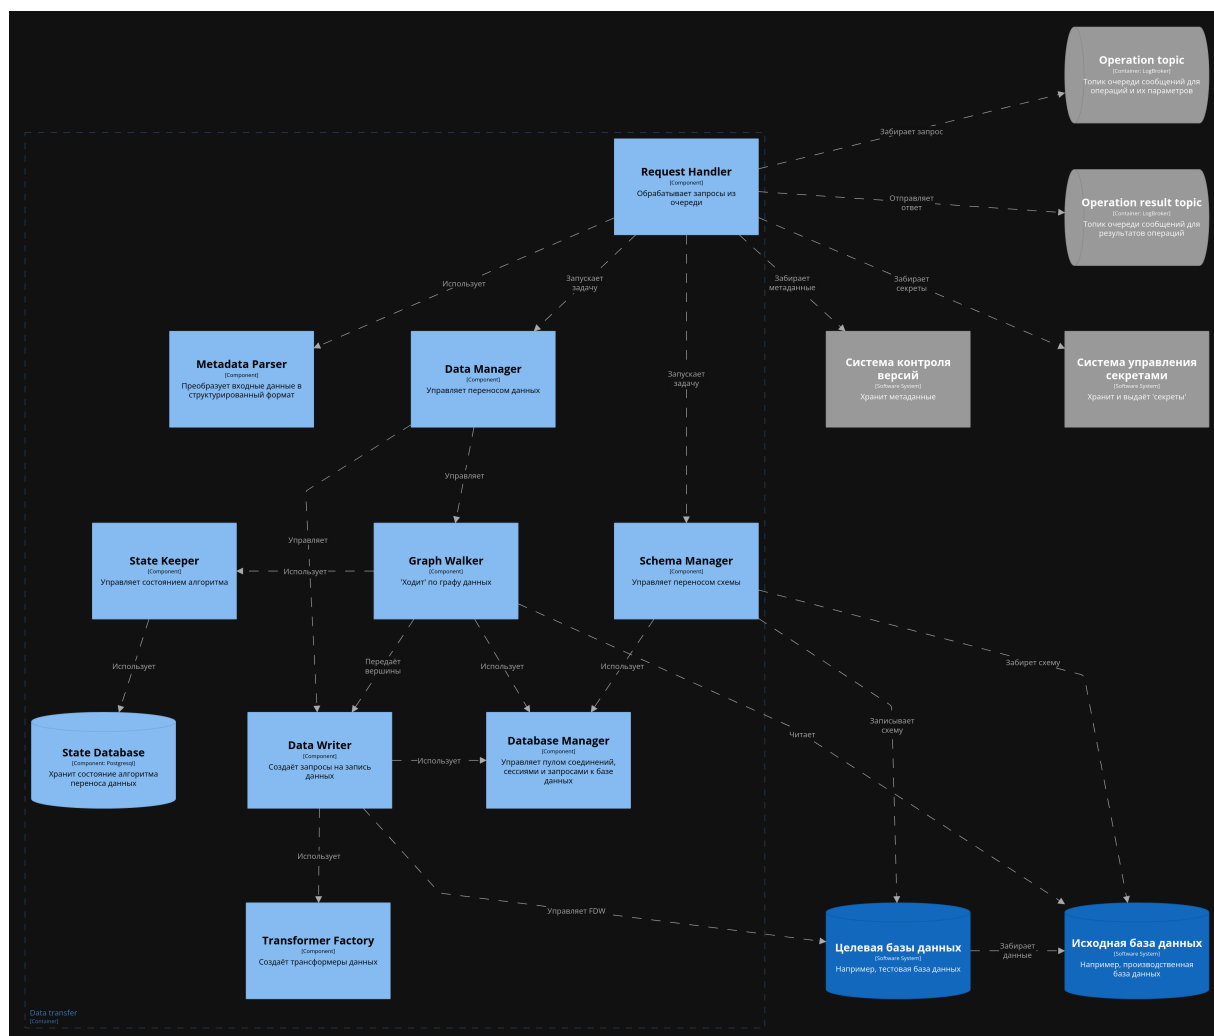 Operation topic
[Container: LogBroker]
Топик очереди сообщений для
операций и их параметров
Забирает запрос
Request Handler
[Component]
Обрабатывает запросы из
очереди
Отправляет
ответ
Operation result topic
[Container: LogBroker]
Топик очереди сообщений для
результатов операций
Использует
Запускает
задачу
Забирает
метаданные
Забирает
секреты
Metadata Parser
[Component]
Преобразует входные данные в
структурированный формат
Data Manager
[Component]
Управляет переносом данных
Запускает
задачу
Система контроля
версий
[Software System]
Хранит метаданные
Система управления
секретами
[Software System]
Хранит и выдаёт 'секреты'
Управляет
Управляет
State Keeper
[Component]
Управляет состоянием алгоритма
Использует
Graph Walker
[Component]
'Ходит' по графу данных
Schema Manager
[Component]
Управляет переносом схемы
Использует
Передаёт
вершины
Использует
Использует
Забирет схему
State Database
[Component: Postgresql]
Хранит состояние алгоритма
переноса данных
Data Writer
[Component]
Создаёт запросы на запись
данных
Использует
Database Manager
[Component]
Управляет пулом соединений,
сессиями и запросами к базе
данных
Читает
Записывает
схему
Использует
Управляет FDW
Transformer Factory
[Component]
Создаёт трансформеры данных
Целевая базы данных
[Software System]
Например, тестовая база данных
Забирает
данные
Исходная база данных
[Software System]
Например, производственная
база данных
Data transfer
[Container]